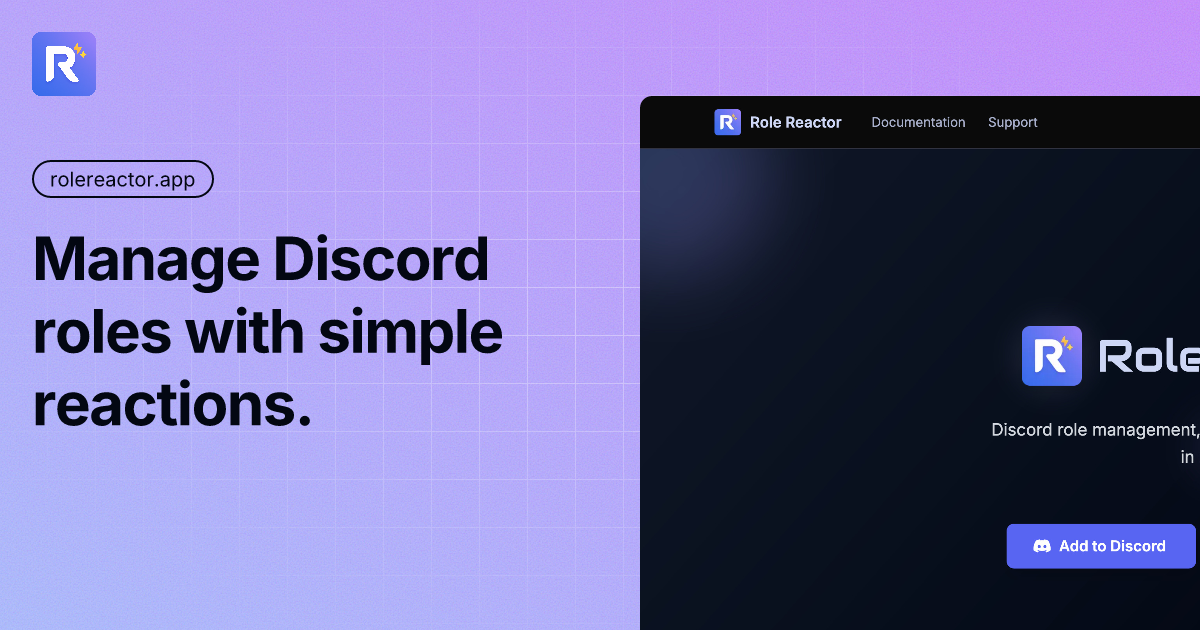 R
rolereactor.app
Manage Discord
roles with simple
reactions.
R Role Reactor Documentation Support
R Role
Discord role management,
in
Add to Discord